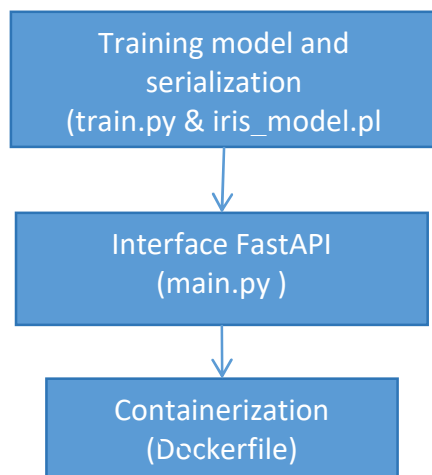 Training model and
serialization
(train.py & iris_model.pl
Interface FastAPI
(main.py )
Containerization
(Dockerfile)